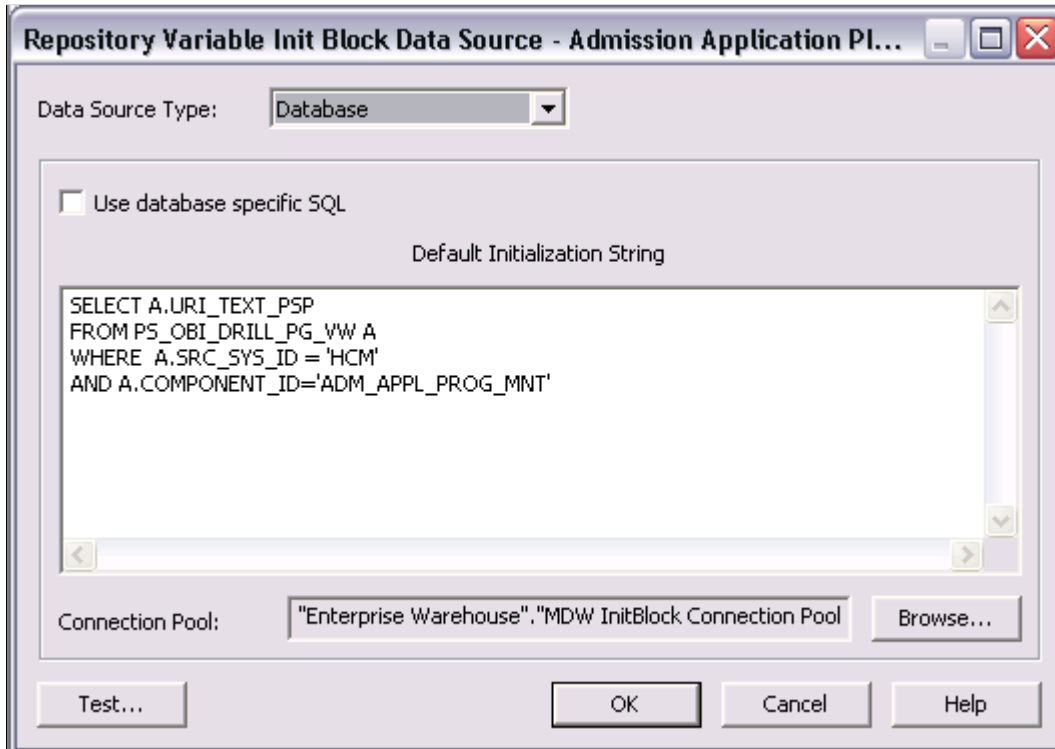 Repository Variable Init Block Data Source - Admission Application Pl...
Data Source Type: Database
Use database specific SQL
Default Initialization String
SELECT A.URI_TEXT_PSP
FROM PS_OBI_DRILL_PG_VW A
WHERE  A.SRC_SYS_ID = 'HCM'
AND A.COMPONENT_ID='ADM_APPL_PROG_MNT'
Connection Pool: "Enterprise Warehouse"."MDW InitBlock Connection Pool Browse...
Test... OK Cancel Help